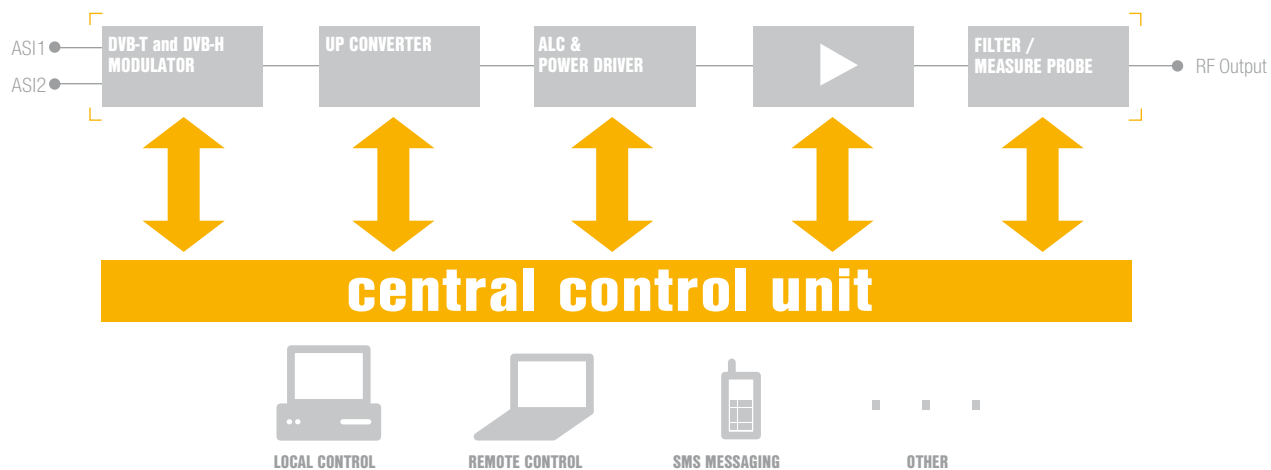 ASI1
ASI2
DVB-T and DVB-H
MODULATOR
UP CONVERTER
ALC &
POWER DRIVER
FILTER /
MEASURE PROBE
RF Output
central control unit
LOCAL CONTROL
REMOTE CONTROL
SMS MESSAGING
OTHER